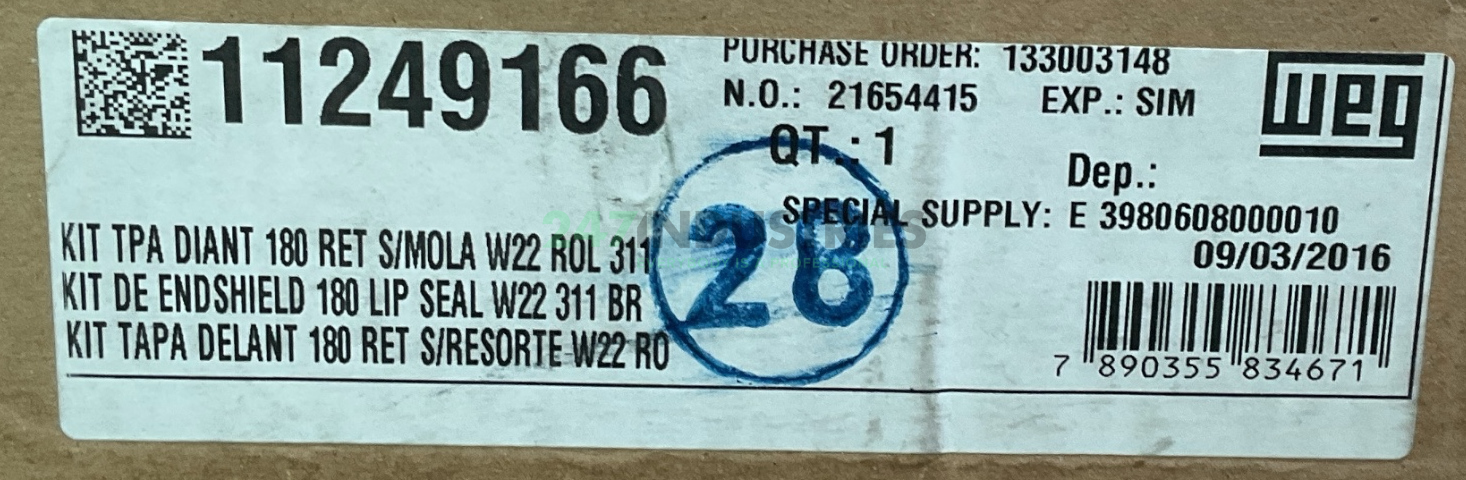 11249166
PURCHASE ORDER: 133003148
N.O.: 21654415 EXP.: SIM
weg
QT.: 1
Dep.:
SPECIAL SUPPLY: E 3980608000010
09/03/2016
KIT TPA DIANT 180 RET S/MOLA W22 ROL 311
KIT DE ENDSHIELD 180 LIP SEAL W22 311 BR
KIT TAPA DELANT 180 RET S/RESORTE W22 RO
28
247INDUSTRIES
7 890355 834671